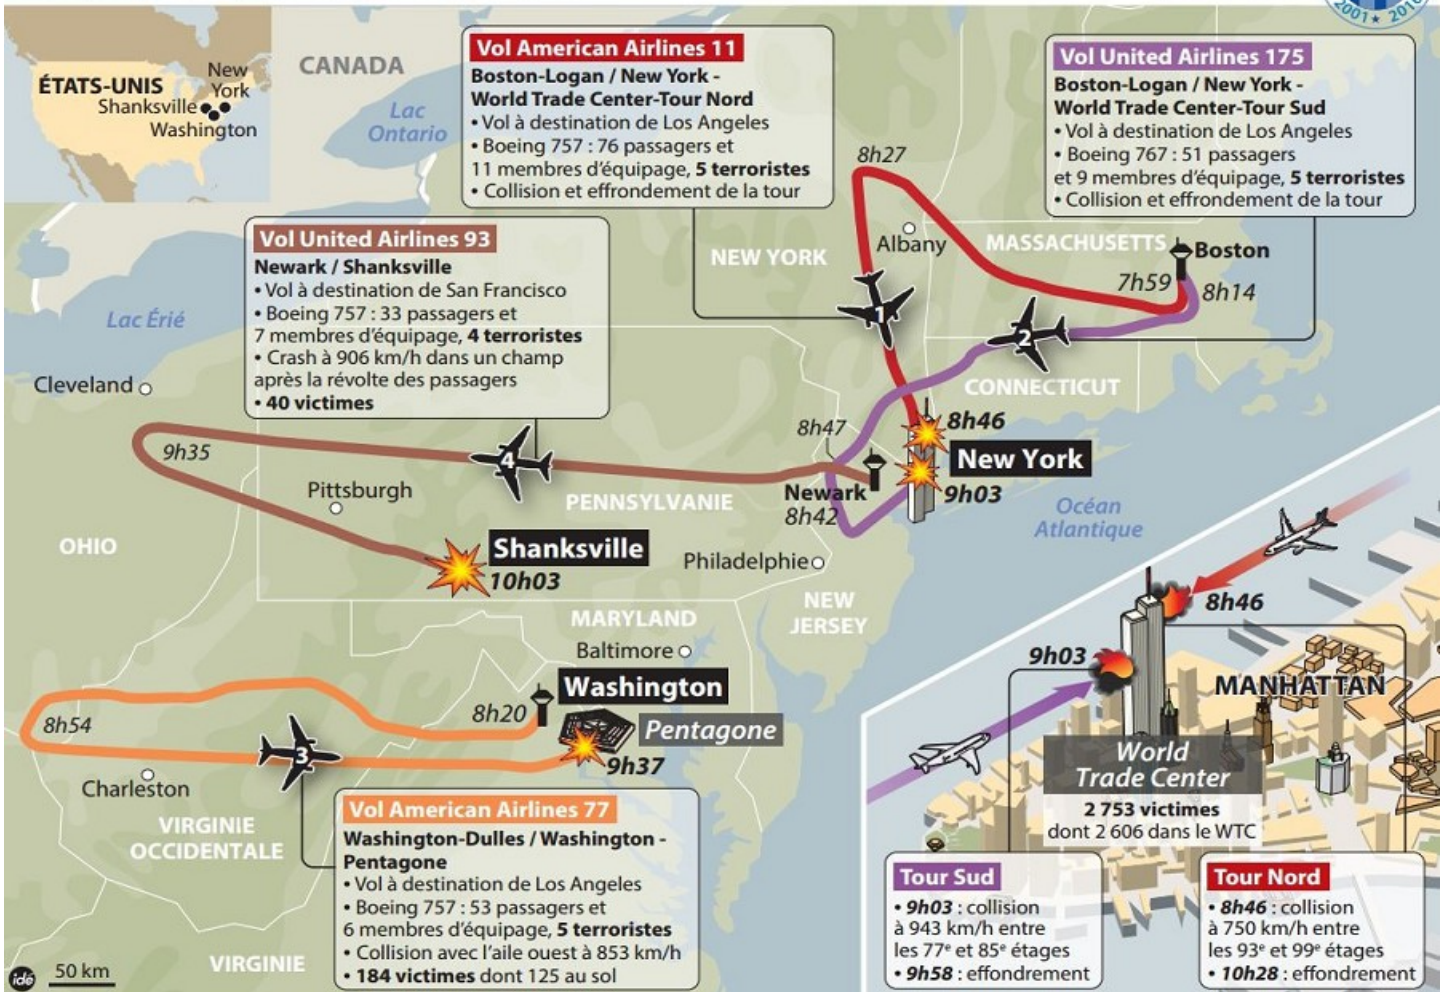 2001 ★ 2016
ÉTATS-UNIS
New
York
Shanksville
Washington
CANADA
Lac
Ontario
Vol American Airlines 11
Boston-Logan / New York -
World Trade Center-Tour Nord
• Vol à destination de Los Angeles
• Boeing 757 : 76 passagers et
11 membres d'équipage, 5 terroristes
• Collision et effrondement de la tour
Vol United Airlines 175
Boston-Logan / New York -
World Trade Center-Tour Sud
• Vol à destination de Los Angeles
• Boeing 767 : 51 passagers
et 9 membres d'équipage, 5 terroristes
• Collision et effrondement de la tour
Vol United Airlines 93
Newark / Shanksville
• Vol à destination de San Francisco
• Boeing 757 : 33 passagers et
7 membres d'équipage, 4 terroristes
• Crash à 906 km/h dans un champ
après la révolte des passagers
• 40 victimes
8h27
Albany
NEW YORK
MASSACHUSETTS
Boston
7h59
8h14
Lac Érié
1
2
Cleveland
CONNECTICUT
8h47
8h46
New York
9h03
9h35
4
Newark
8h42
Pittsburgh
PENNSYLVANIE
Océan
Atlantique
OHIO
Shanksville
10h03
Philadelphie
NEW
JERSEY
MARYLAND
Baltimore
Washington
8h20
Pentagone
9h37
8h54
3
Charleston
VIRGINIE
OCCIDENTALE
VIRGINIE
Vol American Airlines 77
Washington-Dulles / Washington -
Pentagone
• Vol à destination de Los Angeles
• Boeing 757 : 53 passagers et
6 membres d'équipage, 5 terroristes
• Collision avec l'aile ouest à 853 km/h
• 184 victimes dont 125 au sol
8h46
9h03
MANHATTAN
World
Trade Center
2 753 victimes
dont 2 606 dans le WTC
Tour Sud
• 9h03 : collision
à 943 km/h entre
les 77e et 85e étages
• 9h58 : effondrement
Tour Nord
• 8h46 : collision
à 750 km/h entre
les 93e et 99e étages
• 10h28 : effondrement
idé
50 km